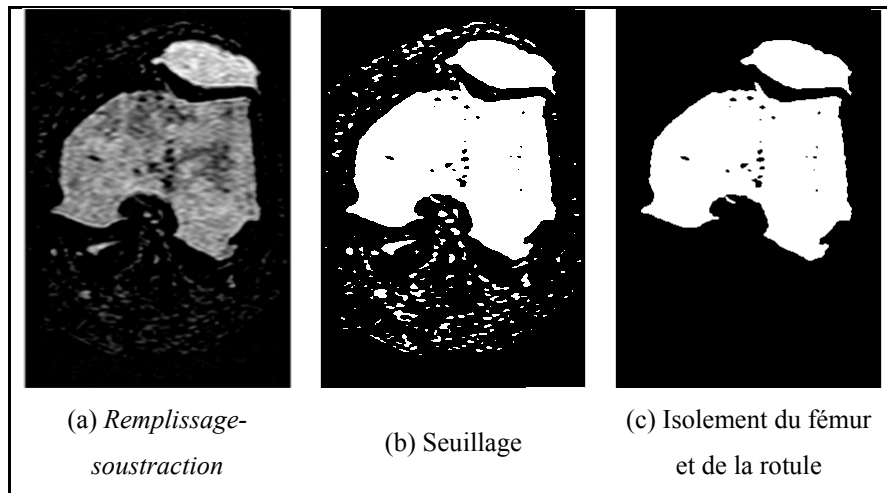 (a) Remplissage-
soustraction
(b) Seuillage
(c) Isolement du fémur
et de la rotule